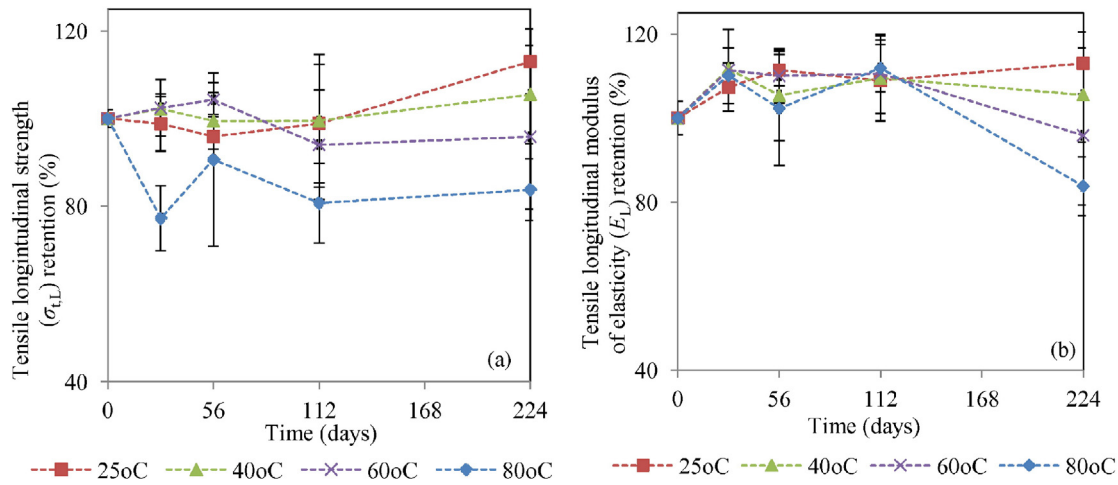 Tensile longintudinal strength
(σt,L) retention (%)
120
80
40
0
56
112
168
224
(a)
Time (days)
25oC
40oC
60oC
80oC
Tensile longitudinal modulus
of elasticity (EL) retention (%)
120
80
40
0
56
112
168
224
(b)
Time (days)
25oC
40oC
60oC
80oC